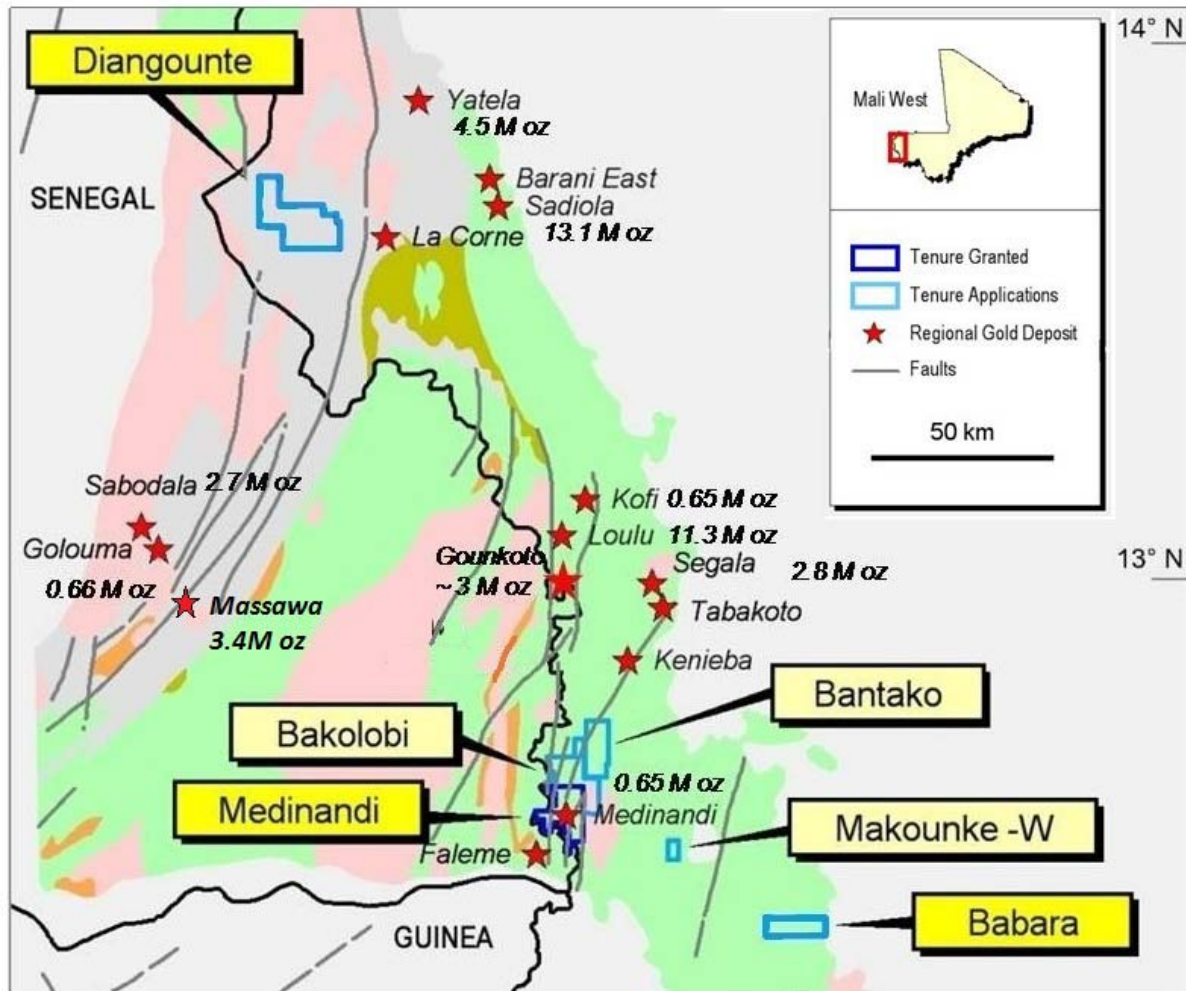 14°
Diangounte
Mali West
Yatela
4.5 M oz
SENEGAL
Barani East
Sadiola
13.1 M oz
La Corne
Tenure Granted
Tenure Applications
Regional Gold Deposit
Faults
50 km
Sabodala 2.7 M oz
Kofi 0.65 M oz
Golouma
Loulu 11.3 M oz
0.66 M oz
Gounkoto
~3 M oz
Segala 2.8 M oz
13°
Tabakoto
Massawa
3.4M oz
Kenieba
Bantako
Bakolobi
0.65 M oz
Medinandi
Medinandi
Makounke -W
Faleme
GUINEA
Babara